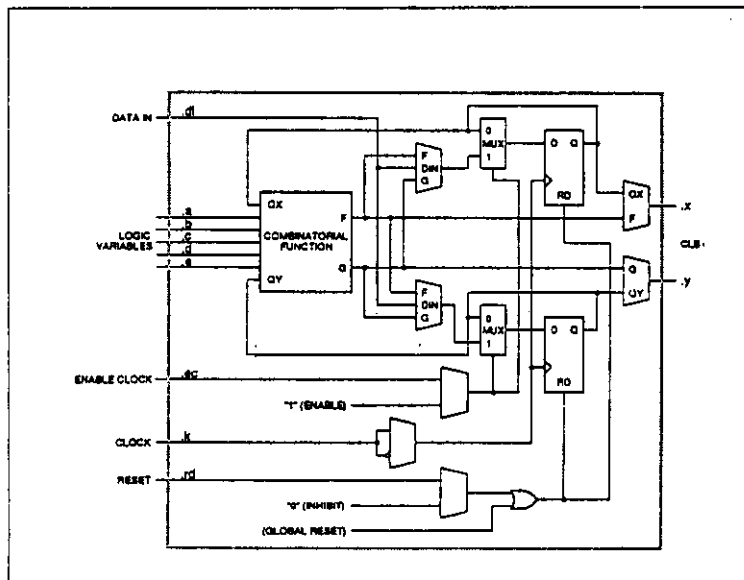 DATA IN
.di
0
MUX
1
D Q
RD
F
DIN
G
QX
F
.x
QX
F
COMBINATORIAL
FUNCTION
G
QY
.a
.b
.c
.d
.e
LOGIC
VARIABLES
G
QY
.y
F
DIN
G
0
MUX
1
D Q
RD
ENABLE CLOCK
.ec
"1" (ENABLE)
CLOCK
.k
RESET
.rd
"0" (INHIBIT)
(GLOBAL RESET)